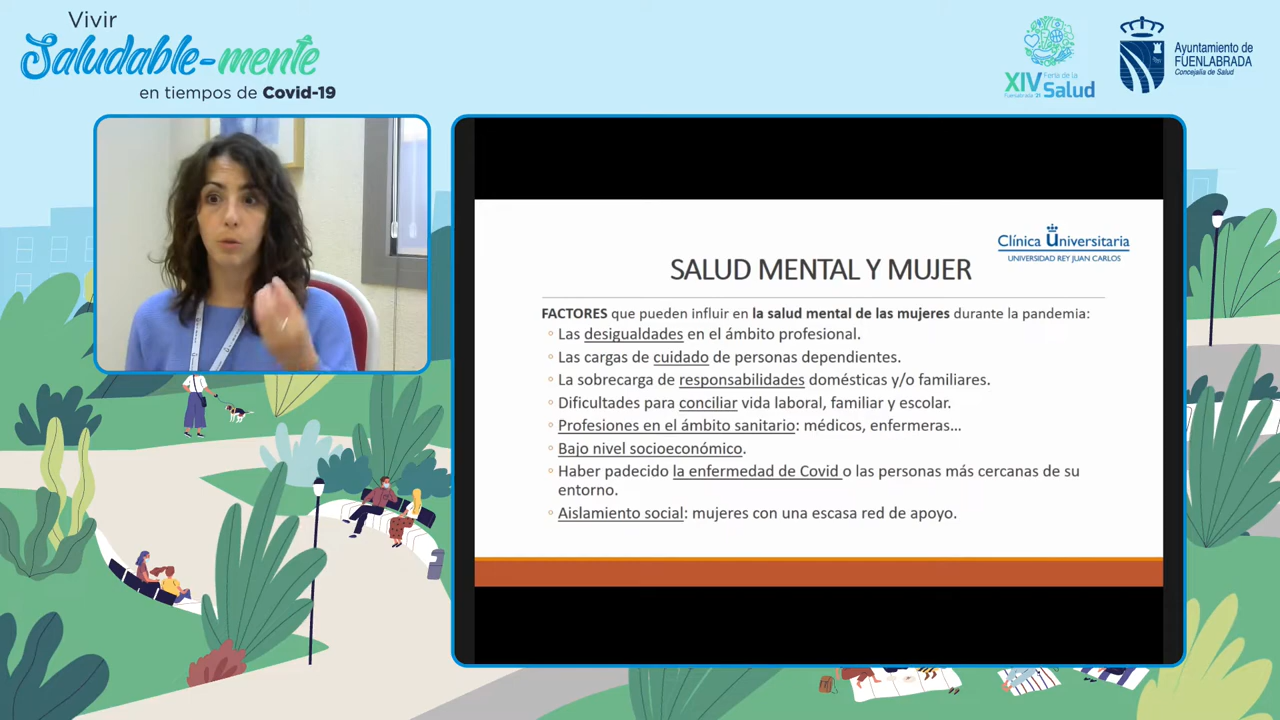 Vivir
Saludable-mente
en tiempos de Covid-19
XIV Feria de la Salud
Fuenlabrada 21
Ayuntamiento de
FUENLABRADA
Concejalía de Salud
Clínica Universitaria
UNIVERSIDAD REY JUAN CARLOS
SALUD MENTAL Y MUJER
FACTORES que pueden influir en la salud mental de las mujeres durante la pandemia:
◦ Las desigualdades en el ámbito profesional.
◦ Las cargas de cuidado de personas dependientes.
◦ La sobrecarga de responsabilidades domésticas y/o familiares.
◦ Dificultades para conciliar vida laboral, familiar y escolar.
◦ Profesiones en el ámbito sanitario: médicos, enfermeras…
◦ Bajo nivel socioeconómico.
◦ Haber padecido la enfermedad de Covid o las personas más cercanas de su
entorno.
◦ Aislamiento social: mujeres con una escasa red de apoyo.